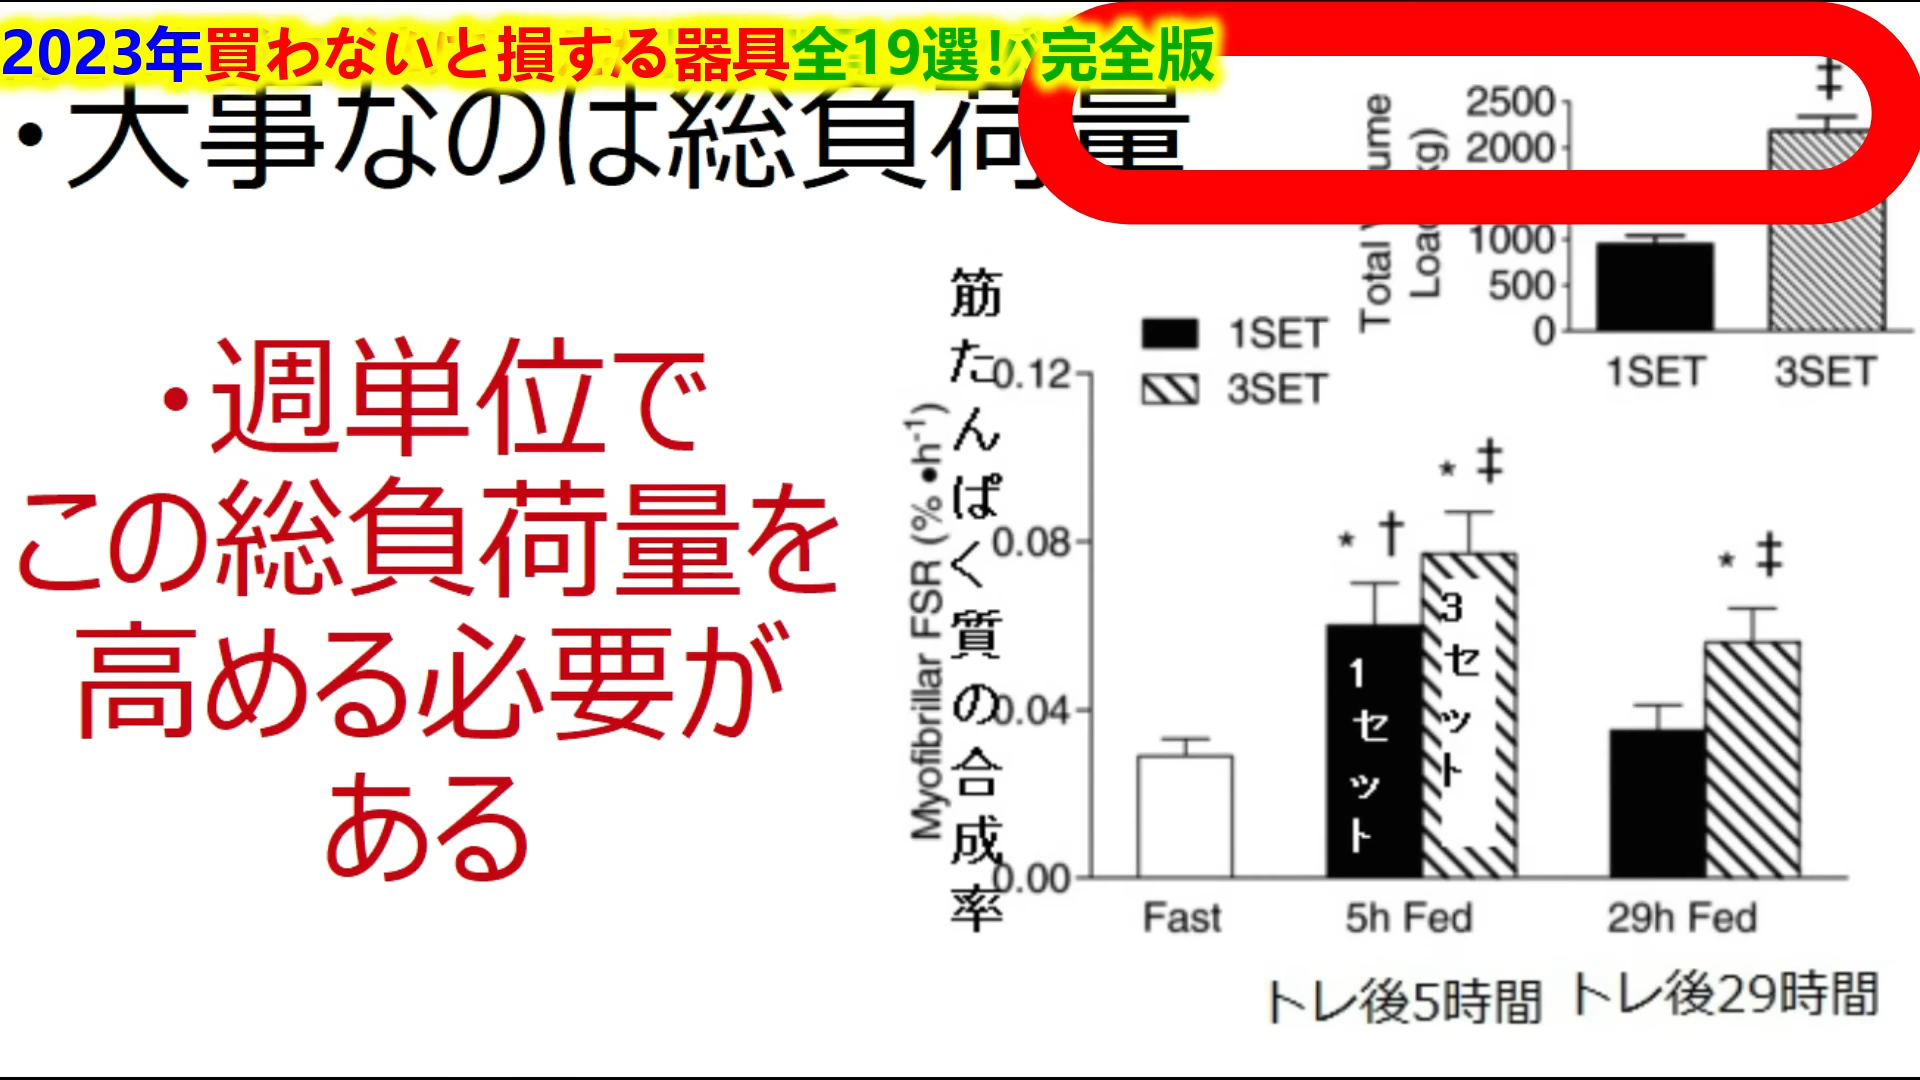 2023年買わないと損する器具全19選！ 完全版
・大事なのは総負荷量
・週単位で
この総負荷量を
高める必要が
ある
2500
2000
1000
500
0
1SET 3SET
‡
1SET
3SET
筋たんぱく質の合成率
Myofibrillar FSR (%•h-1)
0.12
0.08
0.04
0.00
* †
* ‡
* ‡
1セット
3セット
Fast 5h Fed 29h Fed
トレ後5時間 トレ後29時間